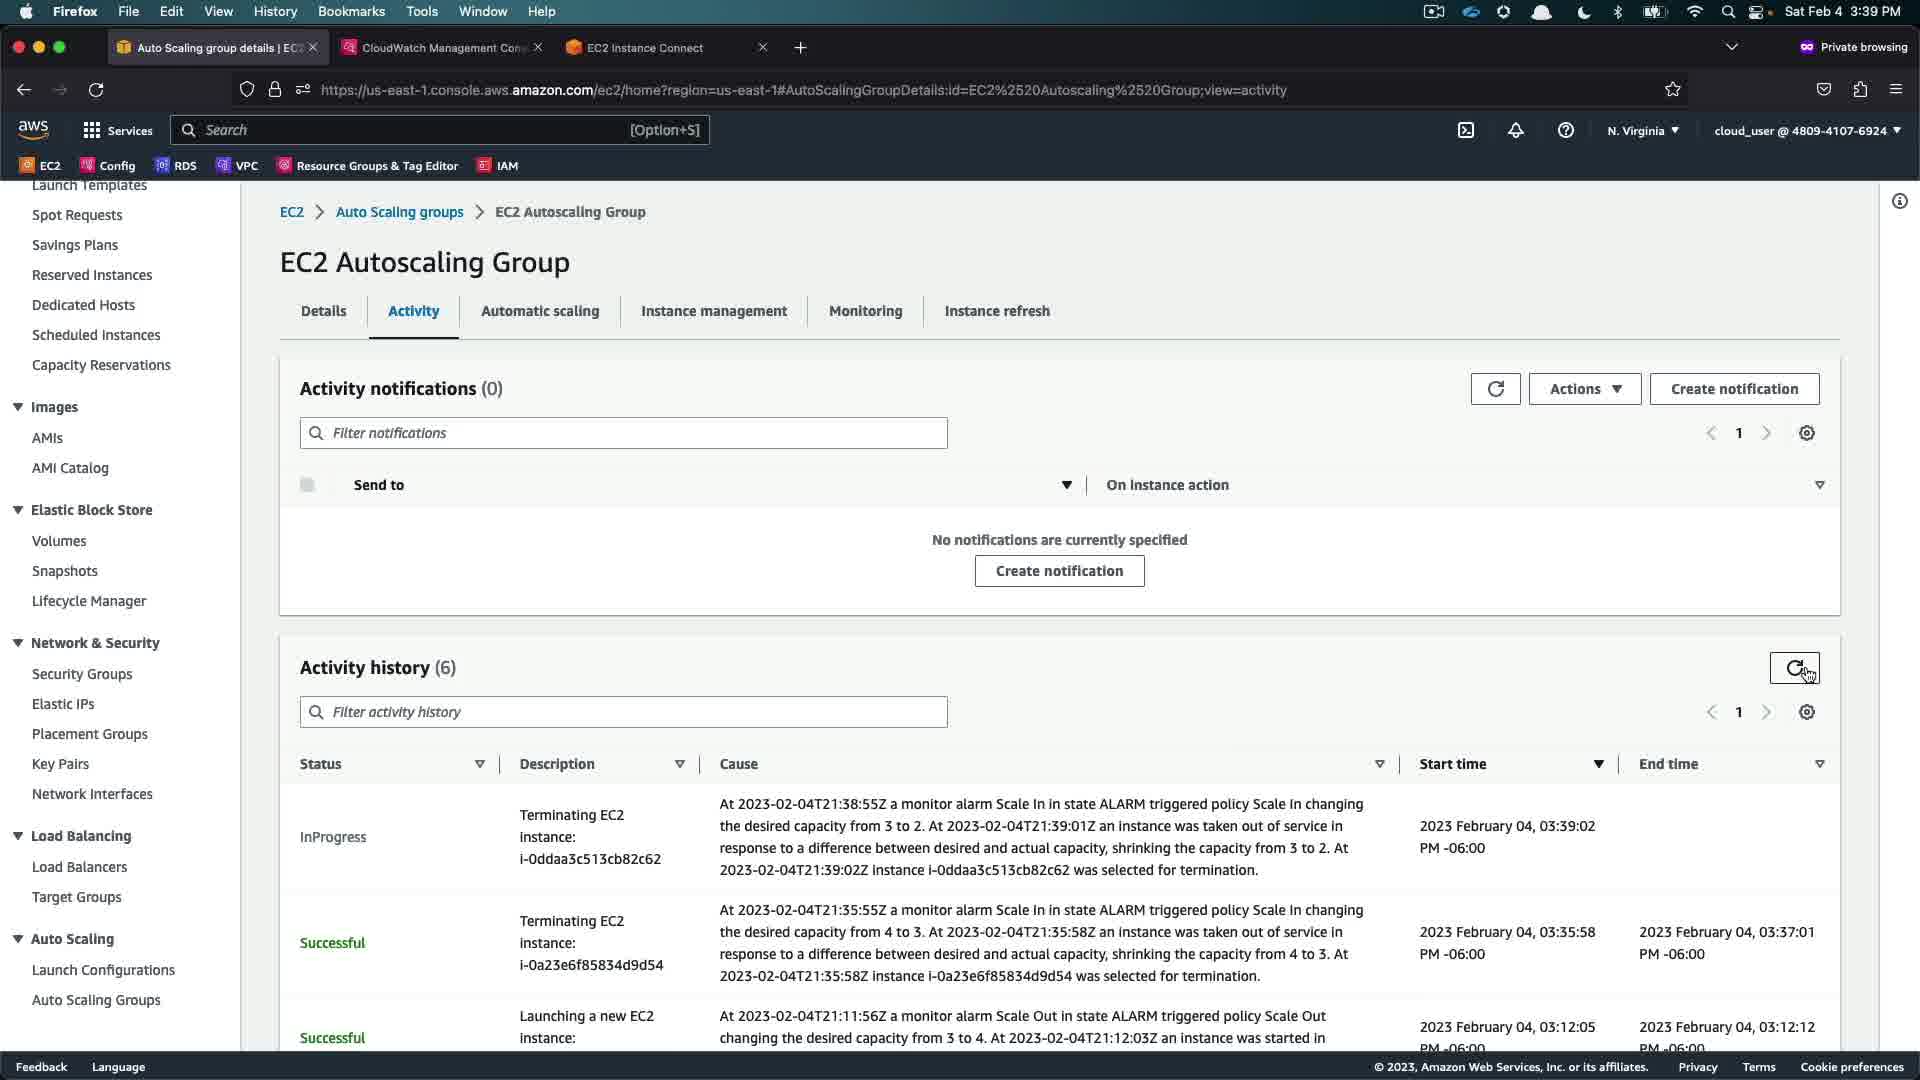 Firefox File Edit View History Bookmarks Tools Window Help Sat Feb 4 3:39 PM
Auto Scaling group details | EC2 CloudWatch Management Con EC2 Instance Connect Private browsing
https://us-east-1.console.aws.amazon.com/ec2/home?region=us-east-1#AutoScalingGroupDetails:id=EC2%2520Autoscaling%2520Group;view=activity
aws Services Search [Option+S] N. Virginia cloud_user @ 4809-4107-6924
EC2 Config RDS VPC Resource Groups & Tag Editor IAM
Launch Templates
Spot Requests
Savings Plans
Reserved Instances
Dedicated Hosts
Scheduled Instances
Capacity Reservations
Images
AMIs
AMI Catalog
Elastic Block Store
Volumes
Snapshots
Lifecycle Manager
Network & Security
Security Groups
Elastic IPs
Placement Groups
Key Pairs
Network Interfaces
Load Balancing
Load Balancers
Target Groups
Auto Scaling
Launch Configurations
Auto Scaling Groups
EC2 Auto Scaling groups EC2 Autoscaling Group
EC2 Autoscaling Group
Details Activity Automatic scaling Instance management Monitoring Instance refresh
Activity notifications (0) Actions Create notification
Filter notifications 1
Send to On instance action
No notifications are currently specified
Create notification
Activity history (6)
Filter activity history 1
Status Description Cause Start time End time
InProgress
Terminating EC2
instance:
i-0ddaa3c513cb82c62
At 2023-02-04T21:38:55Z a monitor alarm Scale In in state ALARM triggered policy Scale In changing
the desired capacity from 3 to 2. At 2023-02-04T21:39:01Z an instance was taken out of service in
response to a difference between desired and actual capacity, shrinking the capacity from 3 to 2. At
2023-02-04T21:39:02Z instance i-0ddaa3c513cb82c62 was selected for termination.
2023 February 04, 03:39:02
PM -06:00
Successful
Terminating EC2
instance:
i-0a23e6f85834d9d54
At 2023-02-04T21:35:55Z a monitor alarm Scale In in state ALARM triggered policy Scale In changing
the desired capacity from 4 to 3. At 2023-02-04T21:35:58Z an instance was taken out of service in
response to a difference between desired and actual capacity, shrinking the capacity from 4 to 3. At
2023-02-04T21:35:58Z instance i-0a23e6f85834d9d54 was selected for termination.
2023 February 04, 03:35:58
PM -06:00
2023 February 04, 03:37:01
PM -06:00
Successful
Launching a new EC2
instance:
At 2023-02-04T21:11:56Z a monitor alarm Scale Out in state ALARM triggered policy Scale Out
changing the desired capacity from 3 to 4. At 2023-02-04T21:12:03Z an instance was started in
2023 February 04, 03:12:05
PM -06:00
2023 February 04, 03:12:12
PM -06:00
Feedback Language © 2023, Amazon Web Services, Inc. or its affiliates. Privacy Terms Cookie preferences